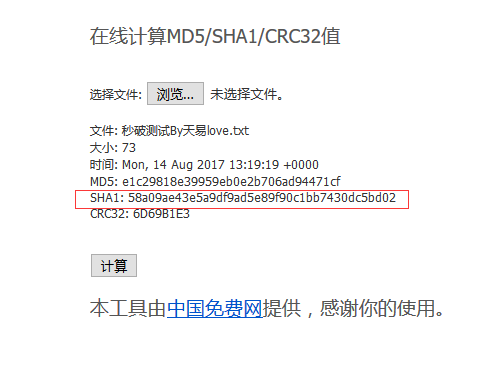 在线计算MD5/SHA1/CRC32值
选择文件: 浏览... 未选择文件。
文件: 秒破测试By天易love.txt
大小: 73
时间: Mon, 14 Aug 2017 13:19:19 +0000
MD5: e1c29818e39959eb0e2b706ad94471cf
SHA1: 58a09ae43e5a9df9ad5e89f90c1bb7430dc5bd02
CRC32: 6D69B1E3
计算
本工具由中国免费网提供，感谢你的使用。